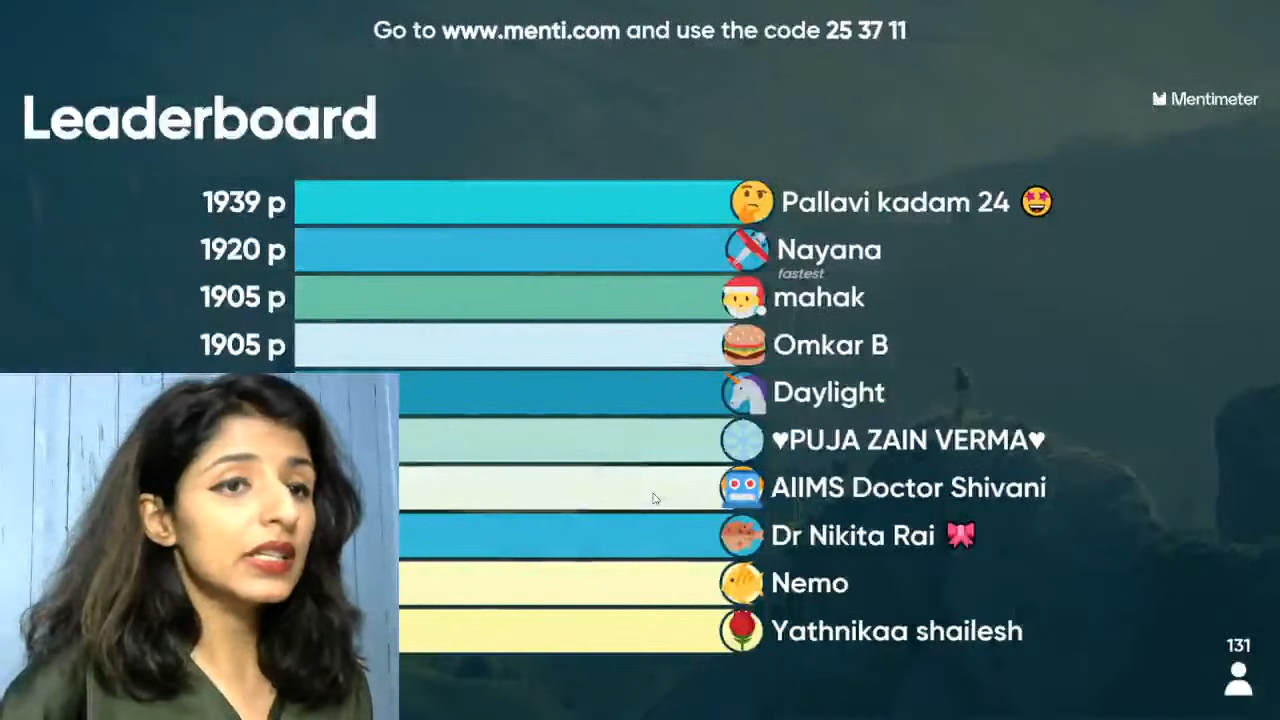 Go to www.menti.com and use the code 25 37 11
Mentimeter
Leaderboard
1939 p Pallavi kadam 24 🤩
1920 p Nayana
fastest
1905 p mahak
1905 p Omkar B
Daylight
♥PUJA ZAIN VERMA♥
AIIMS Doctor Shivani
Dr Nikita Rai 🎀
Nemo
Yathnikaa shailesh
131